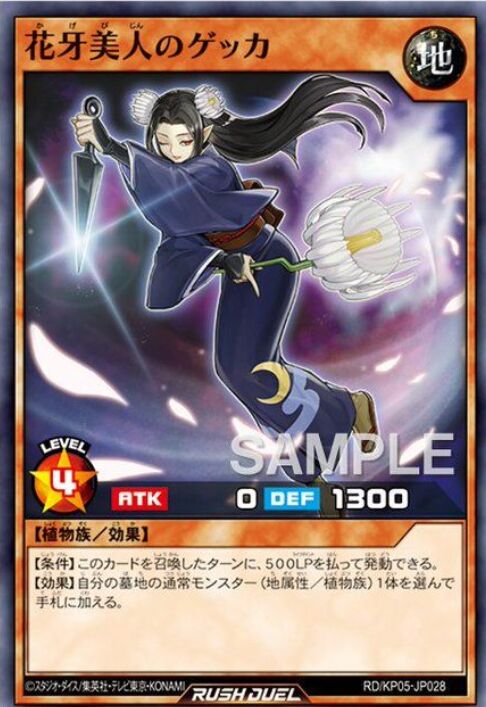 花牙美人のゲッカ
かげびじん
地
SAMPLE
LEVEL
4
ATK 0 DEF 1300
【植物族／効果】
【条件】このカードを召喚したターンに、500LPを払って発動できる。
【効果】自分の墓地の通常モンスター（地属性／植物族）1体を選んで
手札に加える。
©スタジオ・ダイス/集英社・テレビ東京・KONAMI
RUSH DUEL
RD/KP05-JP028